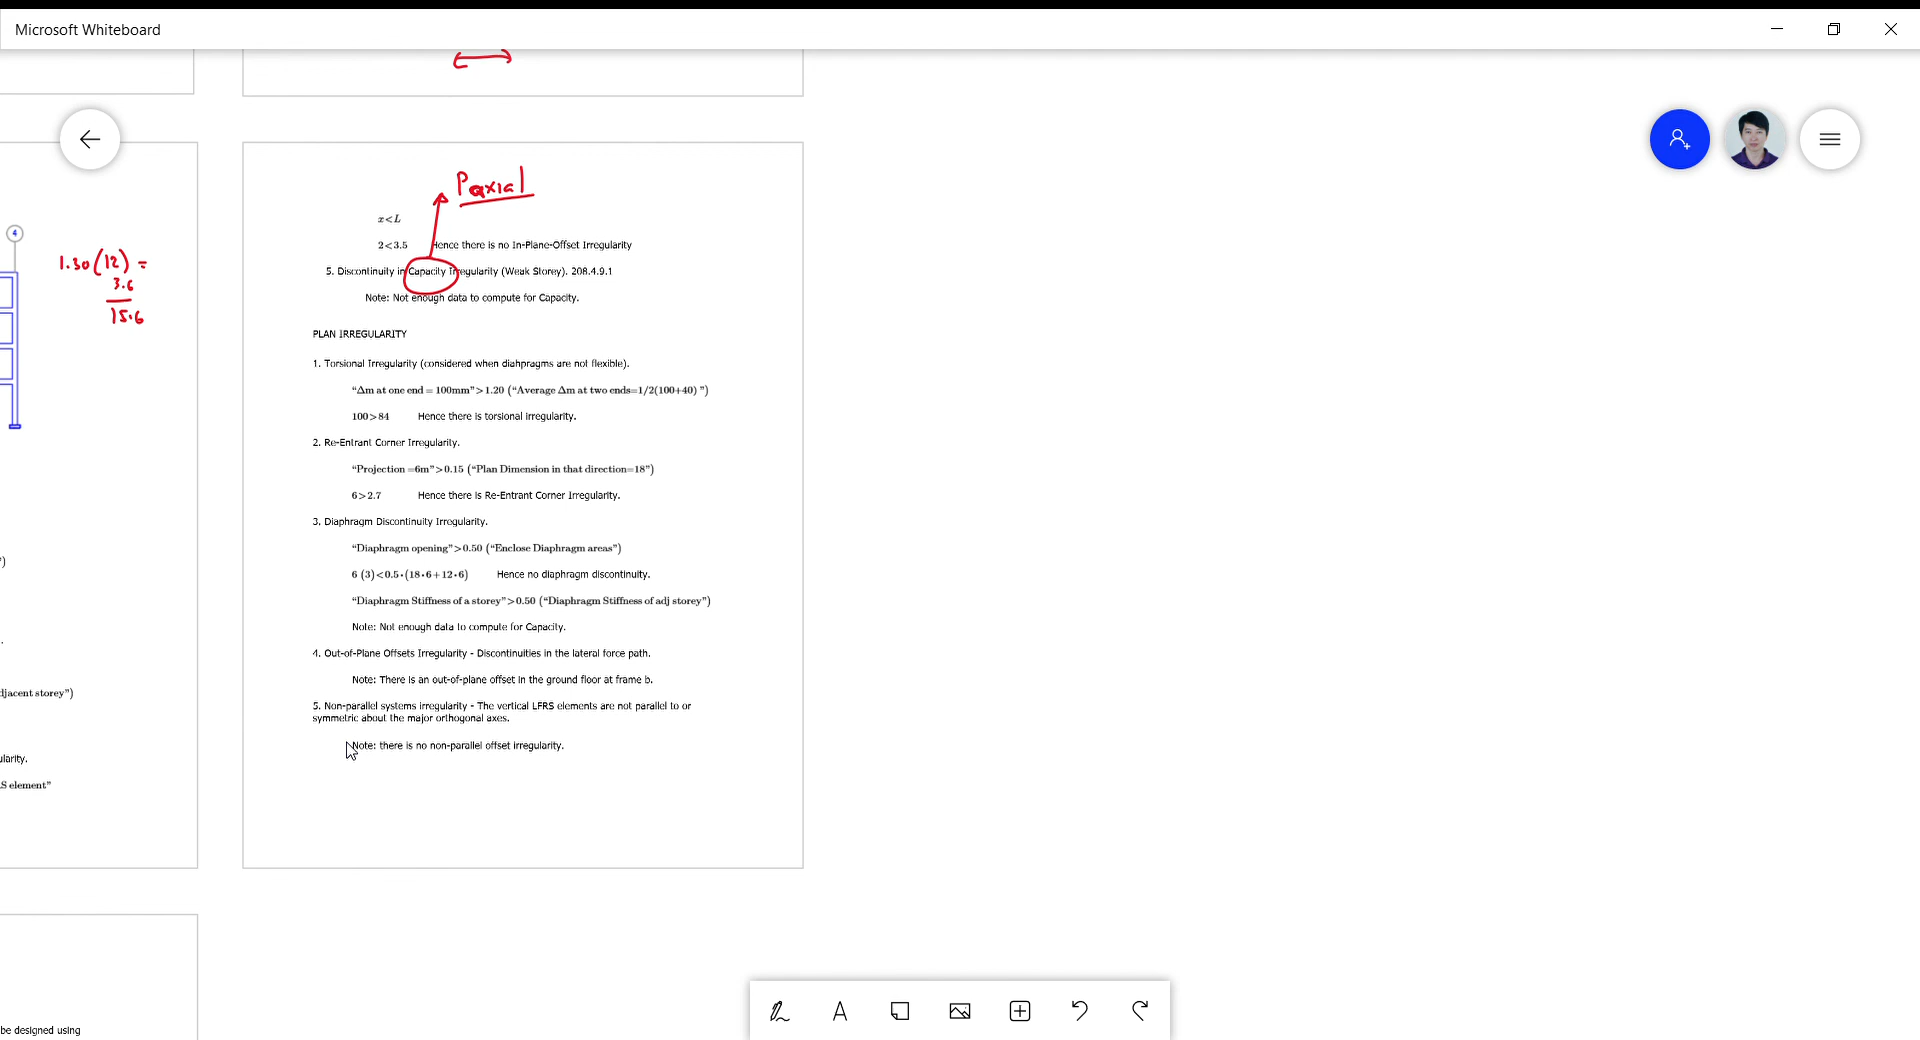 Microsoft Whiteboard
Paxial
x<L
2<3.5 Hence there is no In-Plane-Offset Irregularity
4
1.30(12) =
3.6
15.6
5. Discontinuity in Capacity Irregularity (Weak Storey). 208.4.9.1
Note: Not enough data to compute for Capacity.
PLAN IRREGULARITY
1. Torsional Irregularity (considered when diahpragms are not flexible).
“Δm at one end = 100mm”>1.20 (“Average Δm at two ends=1/2(100+40) ”)
100>84 Hence there is torsional irregularity.
2. Re-Entrant Corner Irregularity.
“Projection =6m”>0.15 (“Plan Dimension in that direction=18”)
6>2.7 Hence there is Re-Entrant Corner Irregularity.
3. Diaphragm Discontinuity Irregularity.
“Diaphragm opening”>0.50 (“Enclose Diaphragm areas”)
”)
6 (3)<0.5•(18•6+12•6) Hence no diaphragm discontinuity.
“Diaphragm Stiffness of a storey”>0.50 (“Diaphragm Stiffness of adj storey”)
Note: Not enough data to compute for Capacity.
.
4. Out-of-Plane Offsets Irregularity - Discontinuities in the lateral force path.
Note: There is an out-of-plane offset in the ground floor at frame b.
djacent storey”)
5. Non-parallel systems irregularity - The vertical LFRS elements are not parallel to or
symmetric about the major orthogonal axes.
Note: there is no non-parallel offset irregularity.
ularity.
S element”
be designed using